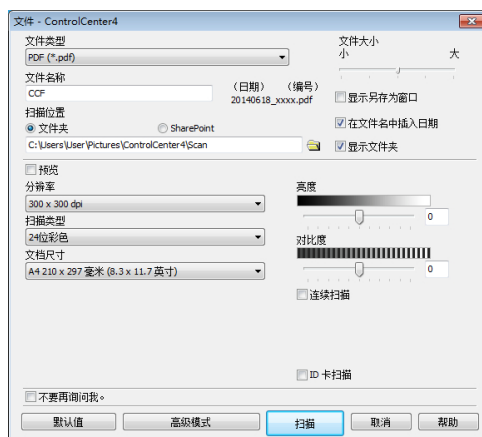 文件 - ControlCenter4
文件类型
PDF (*.pdf)
文件大小
小 大
文件名称
CCF
（日期） （编号）
20140618_xxxx.pdf
显示另存为窗口
扫描位置
文件夹 SharePoint
在文件名中插入日期
C:\Users\User\Pictures\ControlCenter4\Scan
显示文件夹
预览
分辨率
300 x 300 dpi
亮度
0
扫描类型
24位彩色
对比度
0
文档尺寸
A4 210 x 297 毫米 (8.3 x 11.7 英寸)
连续扫描
ID 卡扫描
不要再询问我。
默认值 高级模式 扫描 取消 帮助